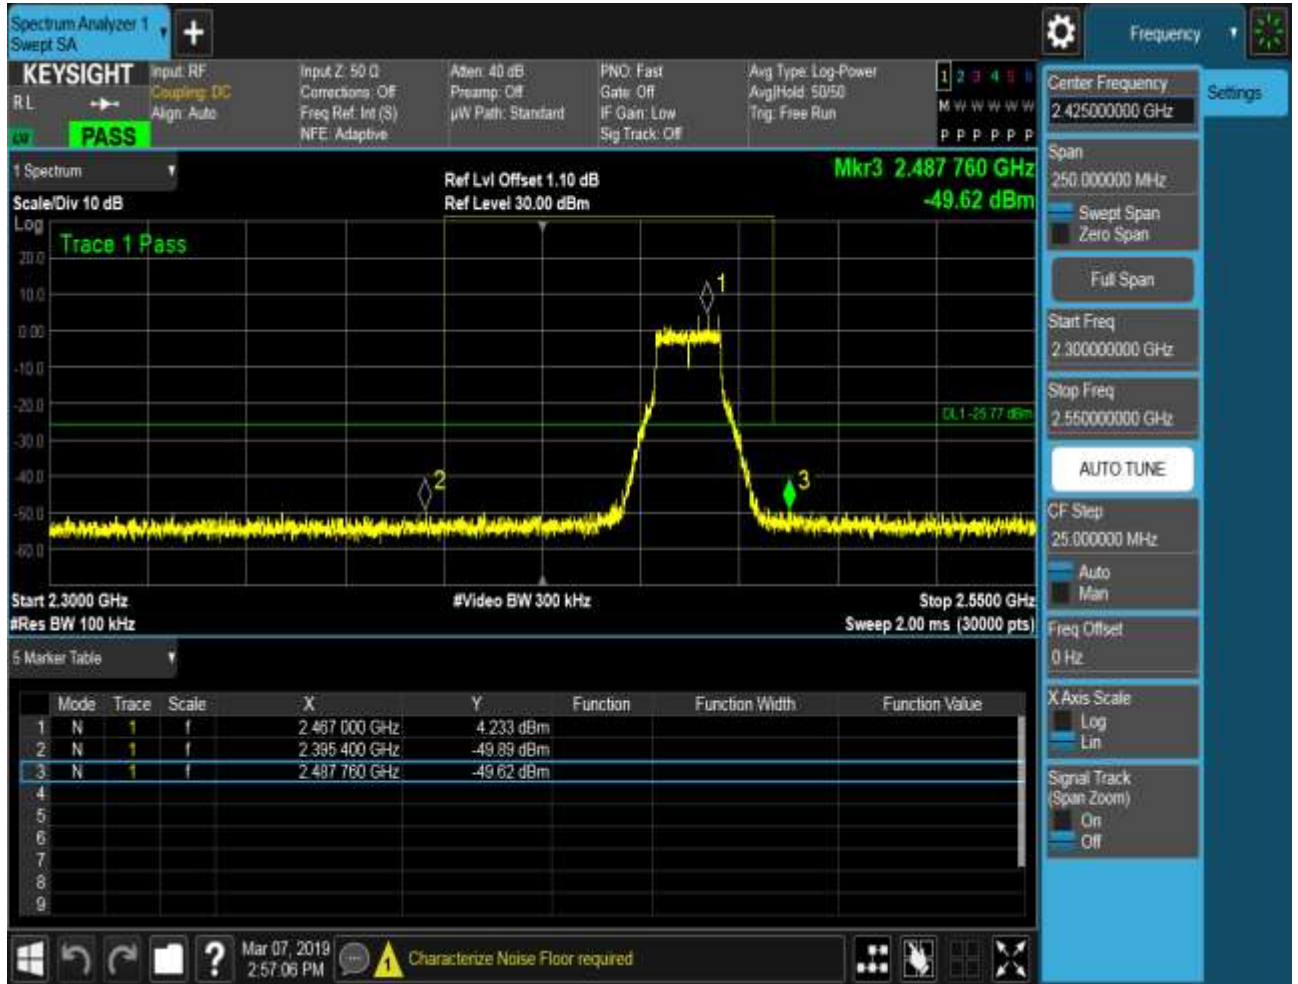 Spectrum Analyzer 1
Swept SA
Frequency
KEYSIGHT
RL
PASS
Input: RF
Coupling: DC
Align: Auto
Input Z: 50 Ω
Corrections: Off
Freq Ref: Int (S)
NFE: Adaptive
Atten: 40 dB
Preamp: Off
µW Path: Standard
PNO: Fast
Gate: Off
IF Gain: Low
Sig Track: Off
Avg Type: Log-Power
Avg|Hold: 50/50
Trig: Free Run
1 2 3 4 5 6
M W W W W W
P P P P P P
1 Spectrum
Scale/Div 10 dB
Ref Lvl Offset 1.10 dB
Ref Level 30.00 dBm
Mkr3 2.487 760 GHz
-49.62 dBm
Log
Trace 1 Pass
20.0
10.0
0.00
-10.0
-20.0
-30.0
-40.0
-50.0
-60.0
1
2
3
DL1 -25.77 dBm
Start 2.3000 GHz
#Res BW 100 kHz
#Video BW 300 kHz
Stop 2.5500 GHz
Sweep 2.00 ms (30000 pts)
5 Marker Table
Mode Trace Scale X Y Function Function Width Function Value
1 N 1 f 2.467 000 GHz 4.233 dBm
2 N 1 f 2.395 400 GHz -49.89 dBm
3 N 1 f 2.487 760 GHz -49.62 dBm
4
5
6
7
8
9
Mar 07, 2019
2:57:06 PM
1
Characterize Noise Floor required
Center Frequency
2.425000000 GHz
Settings
Span
250.000000 MHz
Swept Span
Zero Span
Full Span
Start Freq
2.300000000 GHz
Stop Freq
2.550000000 GHz
AUTO TUNE
CF Step
25.000000 MHz
Auto
Man
Freq Offset
0 Hz
X Axis Scale
Log
Lin
Signal Track
(Span Zoom)
On
Off